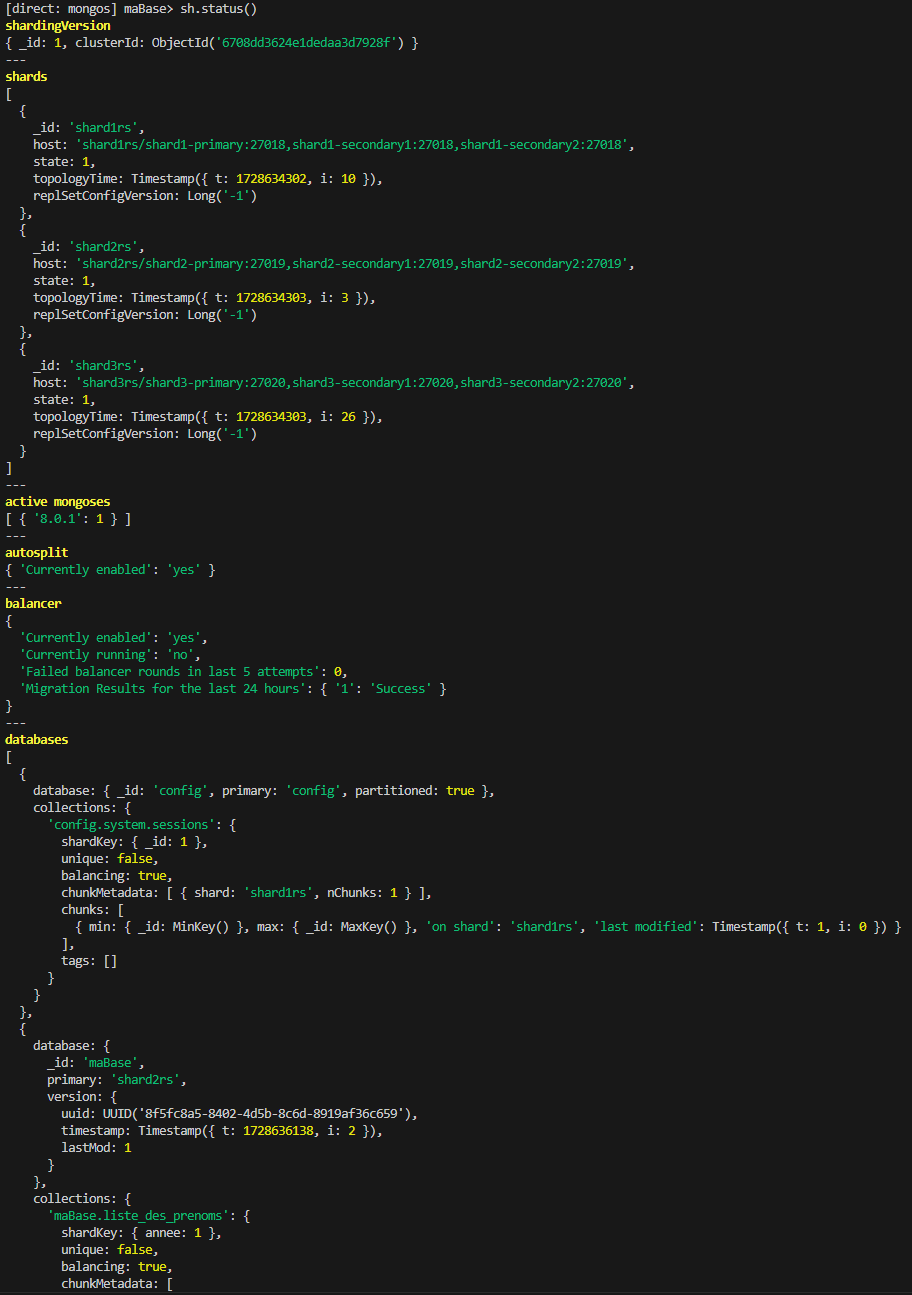 [direct: mongos] maBase> sh.status()
shardingVersion
{ _id: 1, clusterId: ObjectId('6708dd3624e1dedaa3d7928f') }
---
shards
[
  {
    _id: 'shard1rs',
    host: 'shard1rs/shard1-primary:27018,shard1-secondary1:27018,shard1-secondary2:27018',
    state: 1,
    topologyTime: Timestamp({ t: 1728634302, i: 10 }),
    replSetConfigVersion: Long('-1')
  },
  {
    _id: 'shard2rs',
    host: 'shard2rs/shard2-primary:27019,shard2-secondary1:27019,shard2-secondary2:27019',
    state: 1,
    topologyTime: Timestamp({ t: 1728634303, i: 3 }),
    replSetConfigVersion: Long('-1')
  },
  {
    _id: 'shard3rs',
    host: 'shard3rs/shard3-primary:27020,shard3-secondary1:27020,shard3-secondary2:27020',
    state: 1,
    topologyTime: Timestamp({ t: 1728634303, i: 26 }),
    replSetConfigVersion: Long('-1')
  }
]
---
active mongoses
[ { '8.0.1': 1 } ]
---
autosplit
{ 'Currently enabled': 'yes' }
---
balancer
{
  'Currently enabled': 'yes',
  'Currently running': 'no',
  'Failed balancer rounds in last 5 attempts': 0,
  'Migration Results for the last 24 hours': { '1': 'Success' }
}
---
databases
[
  {
    database: { _id: 'config', primary: 'config', partitioned: true },
    collections: {
      'config.system.sessions': {
        shardKey: { _id: 1 },
        unique: false,
        balancing: true,
        chunkMetadata: [ { shard: 'shard1rs', nChunks: 1 } ],
        chunks: [
          { min: { _id: MinKey() }, max: { _id: MaxKey() }, 'on shard': 'shard1rs', 'last modified': Timestamp({ t: 1, i: 0 }) }
        ],
        tags: []
      }
    }
  },
  {
    database: {
      _id: 'maBase',
      primary: 'shard2rs',
      version: {
        uuid: UUID('8f5fc8a5-8402-4d5b-8c6d-8919af36c659'),
        timestamp: Timestamp({ t: 1728636138, i: 2 }),
        lastMod: 1
      }
    },
    collections: {
      'maBase.liste_des_prenoms': {
        shardKey: { annee: 1 },
        unique: false,
        balancing: true,
        chunkMetadata: [